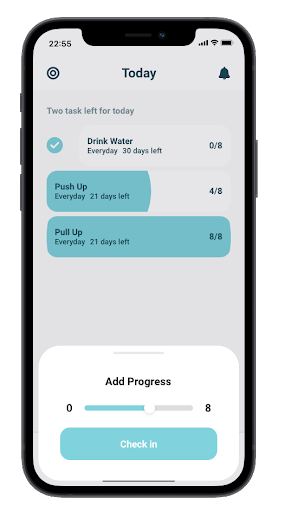 22:55
Today
Two task left for today
Drink Water
Everyday 30 days left
0/8
Push Up
Everyday 21 days left
4/8
Pull Up
Everyday 21 days left
8/8
Add Progress
0 8
Check in